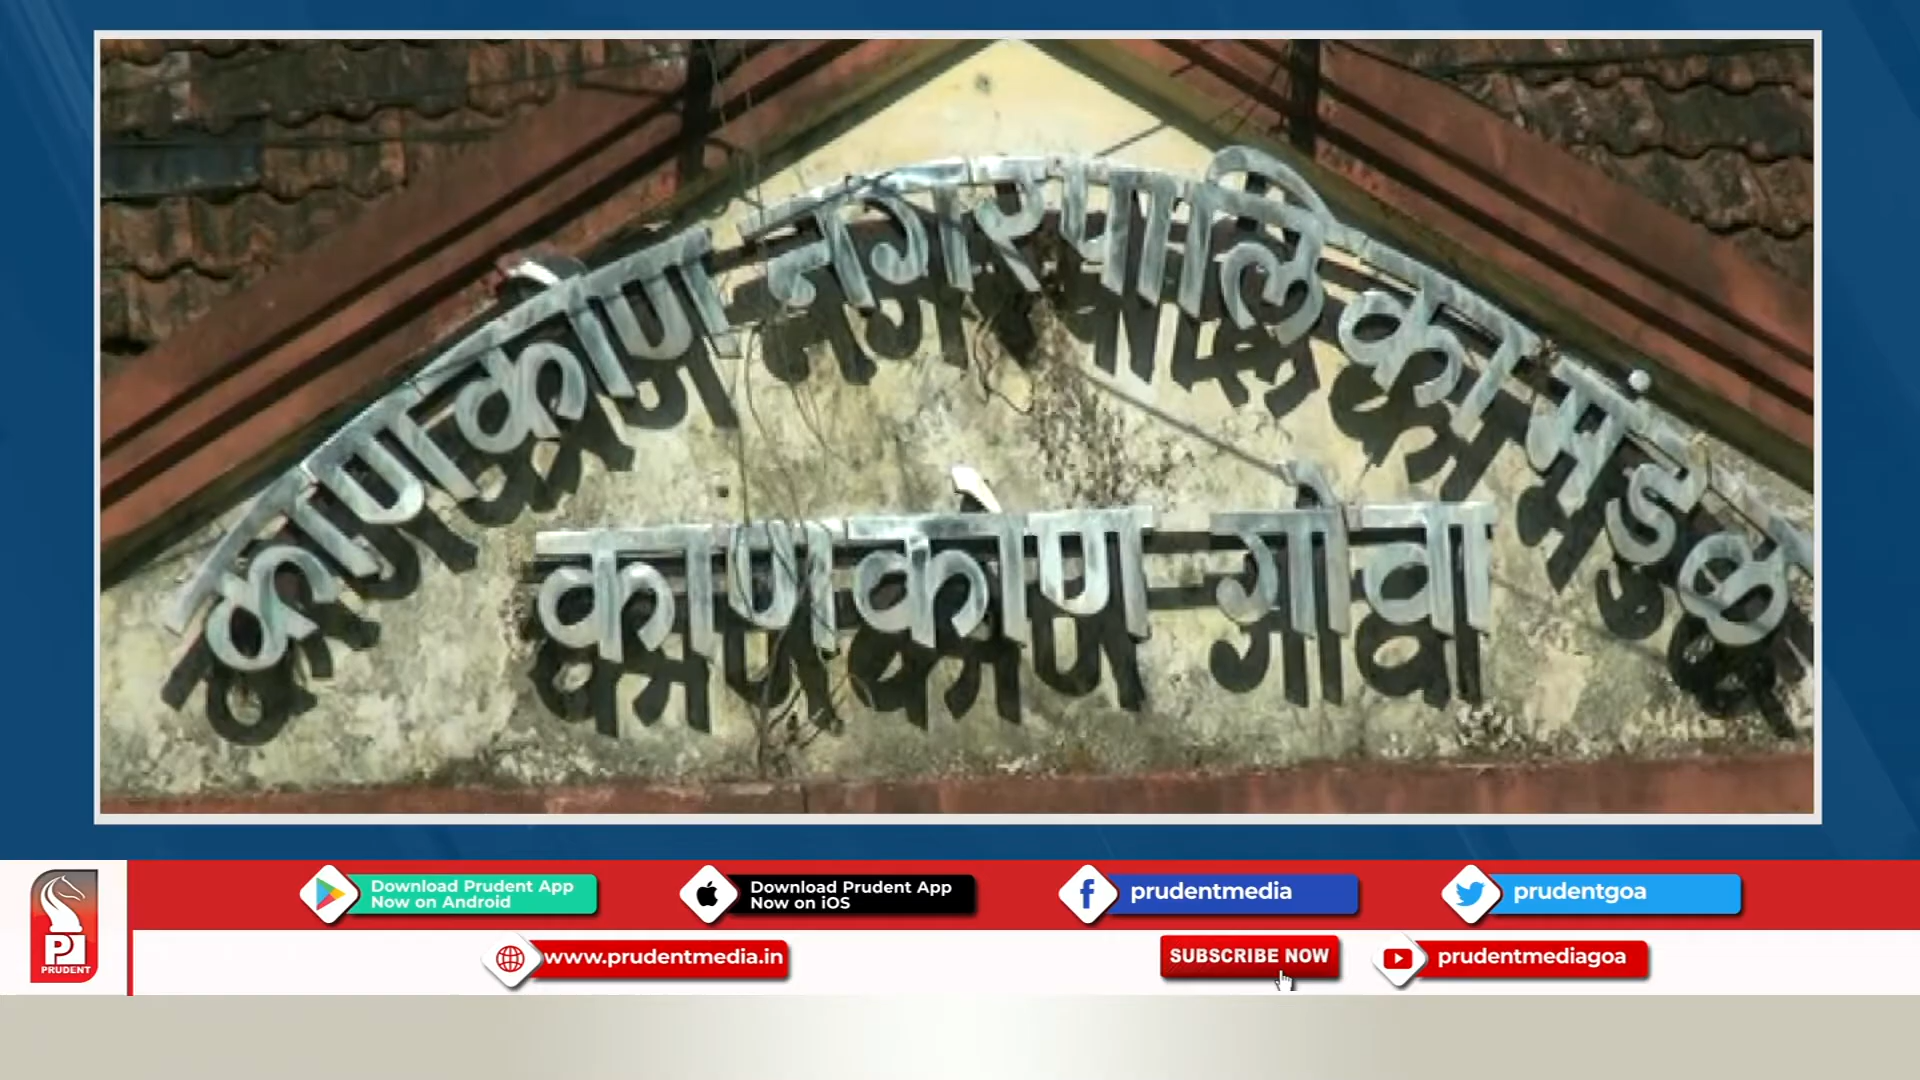 काणकोण नगरपालिका मंडळ
काणकोण गोवा
Download Prudent App
Now on Android
Download Prudent App
Now on iOS
prudentmedia
prudentgoa
PRUDENT
www.prudentmedia.in
SUBSCRIBE NOW
prudentmediagoa